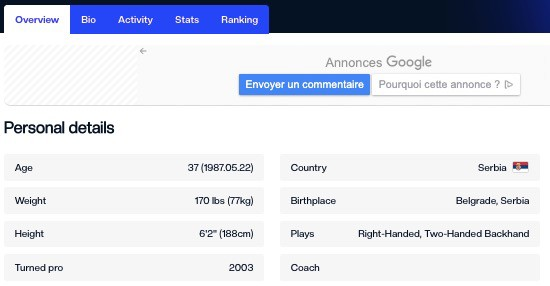 Overview Bio Activity Stats Ranking
Annonces Google
Envoyer un commentaire Pourquoi cette annonce ?
Personal details
Age 37 (1987.05.22) Country Serbia
Weight 170 lbs (77kg) Birthplace Belgrade, Serbia
Height 6'2" (188cm) Plays Right-Handed, Two-Handed Backhand
Turned pro 2003 Coach